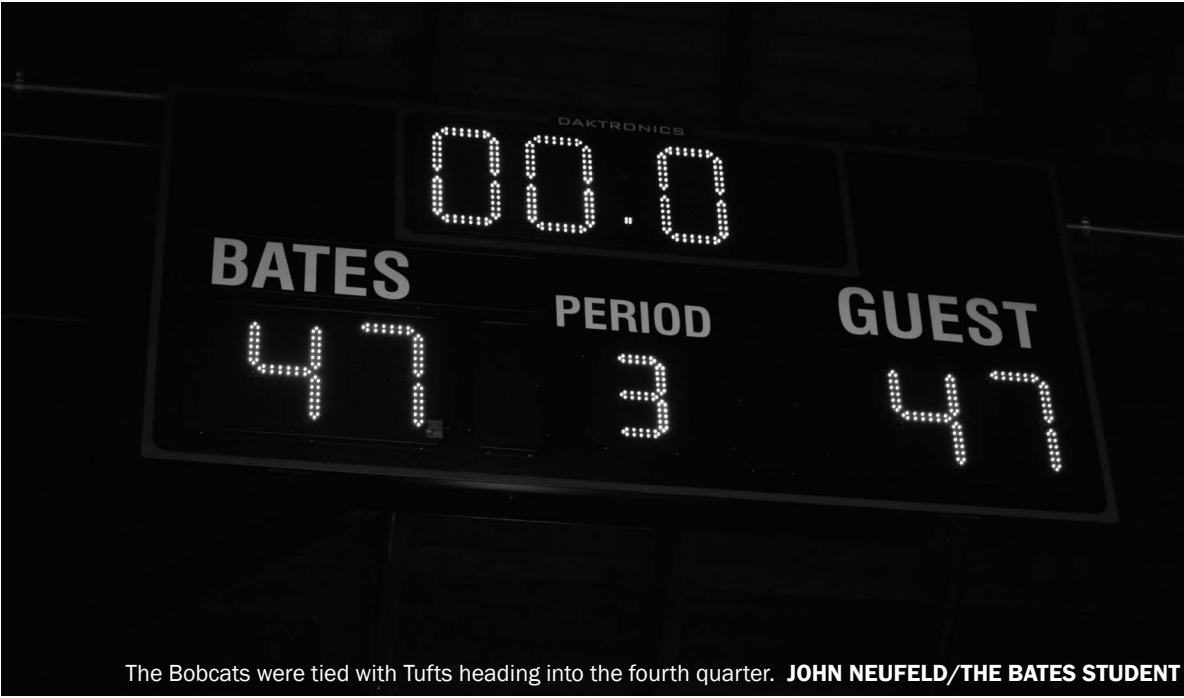 DAKTRONICS
00.0
BATES
PERIOD
GUEST
47
3
47
The Bobcats were tied with Tufts heading into the fourth quarter. JOHN NEUFELD/THE BATES STUDENT